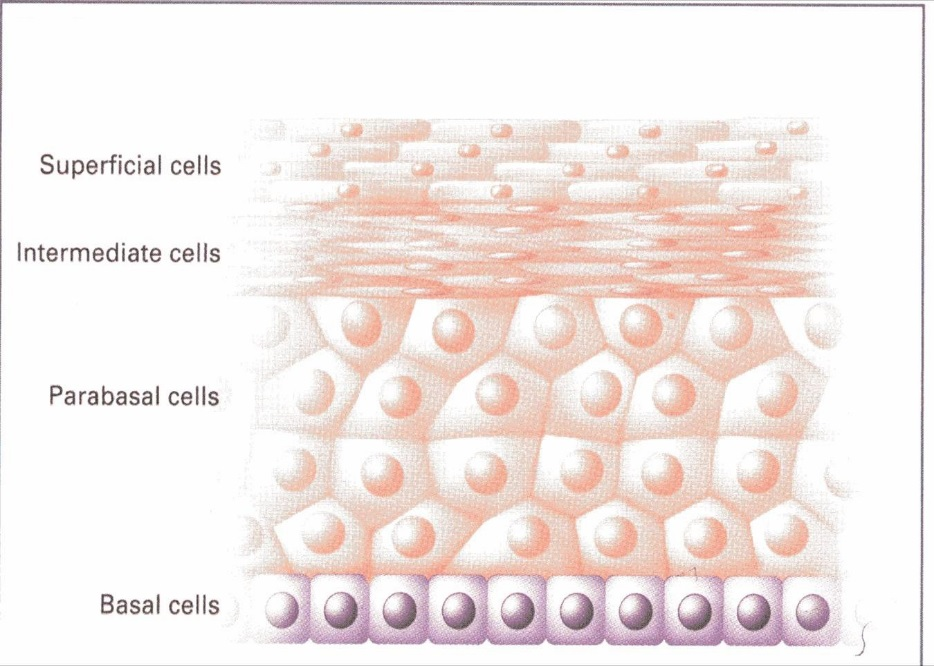 Superficial cells
Intermediate cells
Parabasal cells
Basal cells